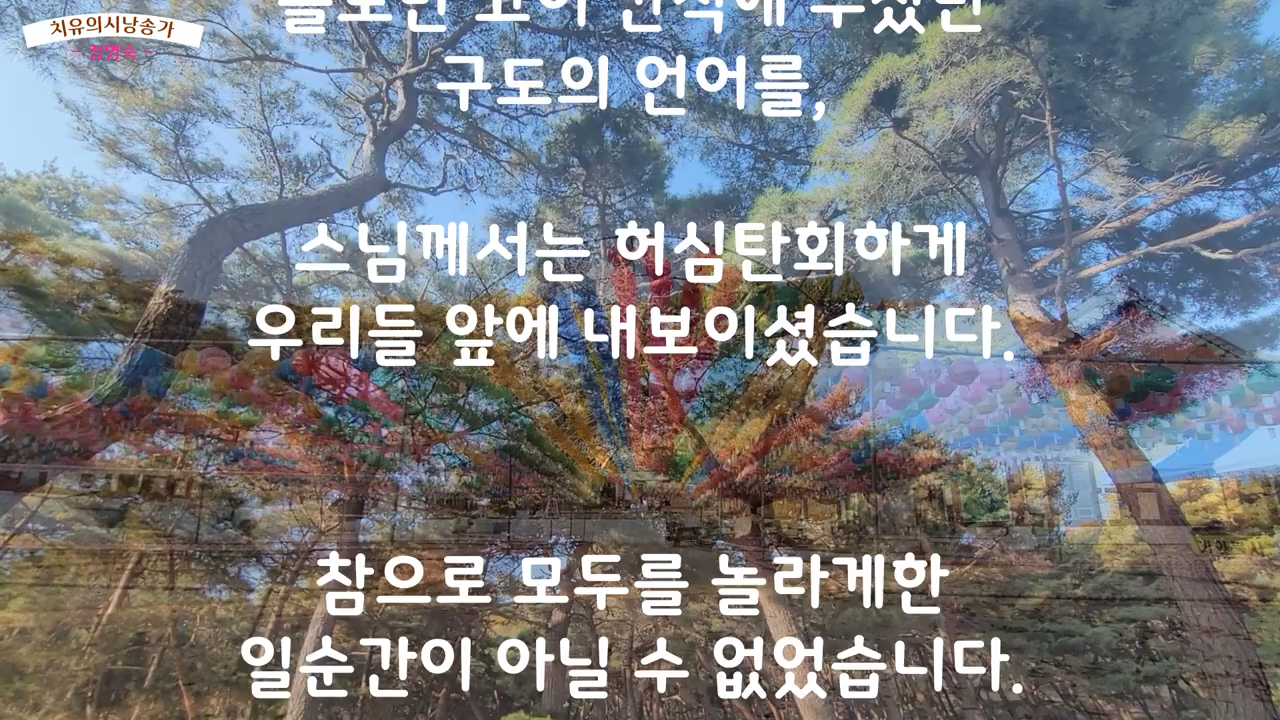 치유의시낭송가
구도의 언어를,
스님께서는 허심탄회하게
우리들 앞에 내보이셨습니다.
참으로 모두를 놀라게한
일순간이 아닐 수 없었습니다.